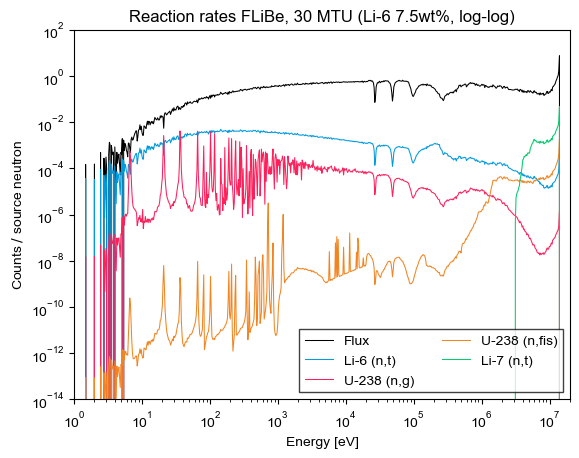 Reaction rates FLiBe, 30 MTU (Li-6 7.5wt%, log-log)
Counts / source neutron
10^2
10^0
10^-2
10^-4
10^-6
10^-8
10^-10
10^-12
10^-14
Flux
Li-6 (n,t)
U-238 (n,g)
U-238 (n,fis)
Li-7 (n,t)
10^0 10^1 10^2 10^3 10^4 10^5 10^6 10^7
Energy [eV]